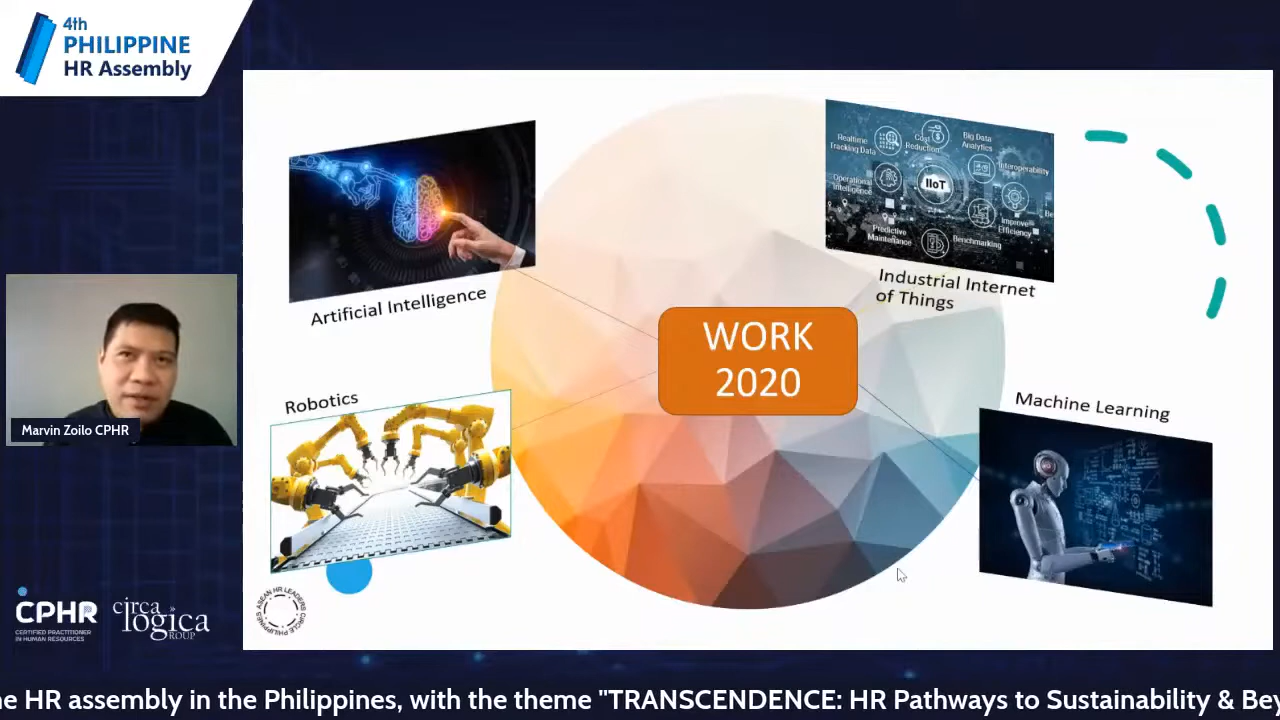 4th
PHILIPPINE
HR Assembly
Artificial Intelligence
Realtime
Tracking Data
Cost
Reduction
Big Data
Analytics
Interoperability
Operational
Intelligence
IIoT
Improve
Efficiency
Be
Predictive
Maintenance
Benchmarking
Industrial Internet
of Things
WORK
2020
Robotics
Machine Learning
Marvin Zoilo CPHR
CPHR
CERTIFIED PRACTITIONER
IN HUMAN RESOURCES
circa
logica
GROUP
ASEAN HR LEADERS CIRCLE PHILIPPINES
e HR assembly in the Philippines, with the theme "TRANSCENDENCE: HR Pathways to Sustainability & Bey